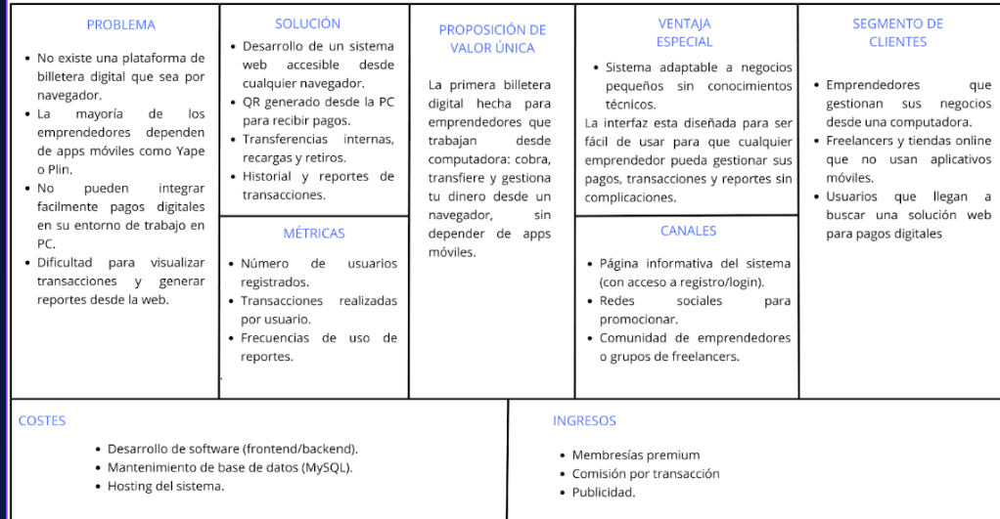 PROBLEMA
No existe una plataforma de
billetera digital que sea por
navegador.
La mayoría de los
emprendedores dependen
de apps móviles como Yape
o Plin.
No pueden integrar
facilmente pagos digitales
en su entorno de trabajo en
PC.
Dificultad para visualizar
transacciones y generar
reportes desde la web.
SOLUCIÓN
Desarrollo de un sistema
web accesible desde
cualquier navegador.
QR generado desde la PC
para recibir pagos.
Transferencias internas,
recargas y retiros.
Historial y reportes de
transacciones.
MÉTRICAS
Número de usuarios
registrados.
Transacciones realizadas
por usuario.
Frecuencias de uso de
reportes.
.
PROPOSICIÓN DE
VALOR ÚNICA
La primera billetera
digital hecha para
emprendedores que
trabajan desde
computadora: cobra,
transfiere y gestiona
tu dinero desde un
navegador, sin
depender de apps
móviles.
VENTAJA
ESPECIAL
Sistema adaptable a negocios
pequeños sin conocimientos
técnicos.
La interfaz esta diseñada para ser
fácil de usar para que cualquier
emprendedor pueda gestionar sus
pagos, transacciones y reportes sin
complicaciones.
CANALES
Página informativa del sistema
(con acceso a registro/login).
Redes sociales para
promocionar.
Comunidad de emprendedores
o grupos de freelancers.
SEGMENTO DE
CLIENTES
Emprendedores que
gestionan sus negocios
desde una computadora.
Freelancers y tiendas online
que no usan aplicativos
móviles.
Usuarios que llegan a
buscar una solución web
para pagos digitales
COSTES
Desarrollo de software (frontend/backend).
Mantenimiento de base de datos (MySQL).
Hosting del sistema.
INGRESOS
Membresías premium
Comisión por transacción
Publicidad.